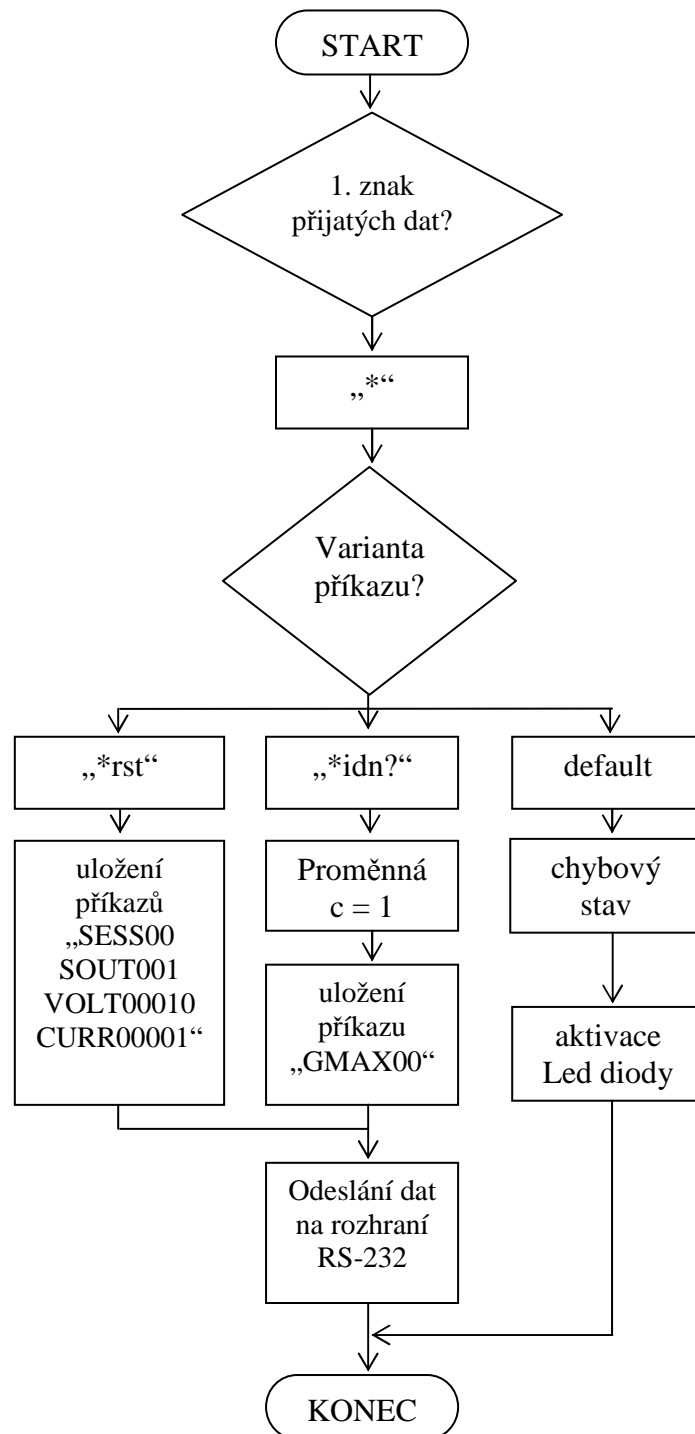 START
1. znak
přijatých dat?
„*“
Varianta
příkazu?
„*rst“
„*idn?“
default
uložení
příkazů
„SESS00
SOUT001
VOLT00010
CURR00001“
Proměnná
c = 1
uložení
příkazu
„GMAX00“
chybový
stav
aktivace
Led diody
Odeslání dat
na rozhraní
RS-232
KONEC